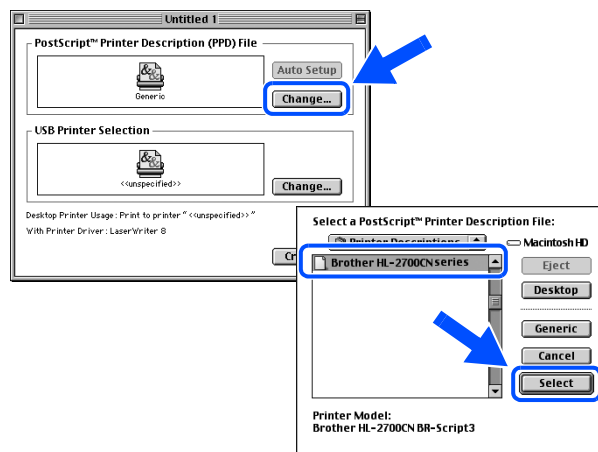 Untitled 1
PostScript™ Printer Description (PPD) File
Generic
Auto Setup
Change...
USB Printer Selection
<<unspecified>>
Change...
Desktop Printer Usage: Print to printer "<<unspecified>>"
With Printer Driver: LaserWriter 8
Cr
Select a PostScript™ Printer Description File:
Printer Descriptions
Macintosh HD
Brother HL-2700CN series
Eject
Desktop
Generic
Cancel
Select
Printer Model:
Brother HL-2700CN BR-Script3